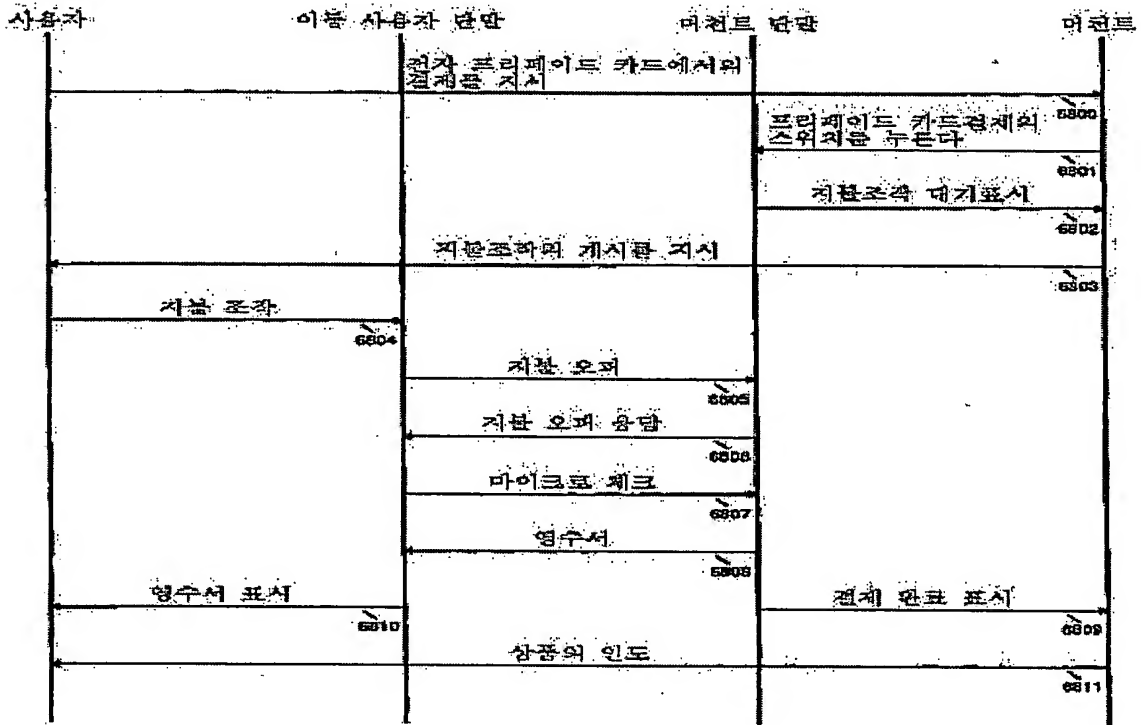 사용자
이동 사용자 단말
머천트 단말
머천트
전자 프리페이드 카드에서의
결제를 지시
6800
프리페이드 카드결제의
스위치를 누른다
6801
지불조작 대기표시
6802
지불조작의 개시를 지시
6803
지불 조작
6804
지불 오퍼
6805
지불 오퍼 응답
6806
마이크로 체크
6807
영수서
6808
영수서 표시
6810
결제 완료 표시
6809
상품의 인도
6811